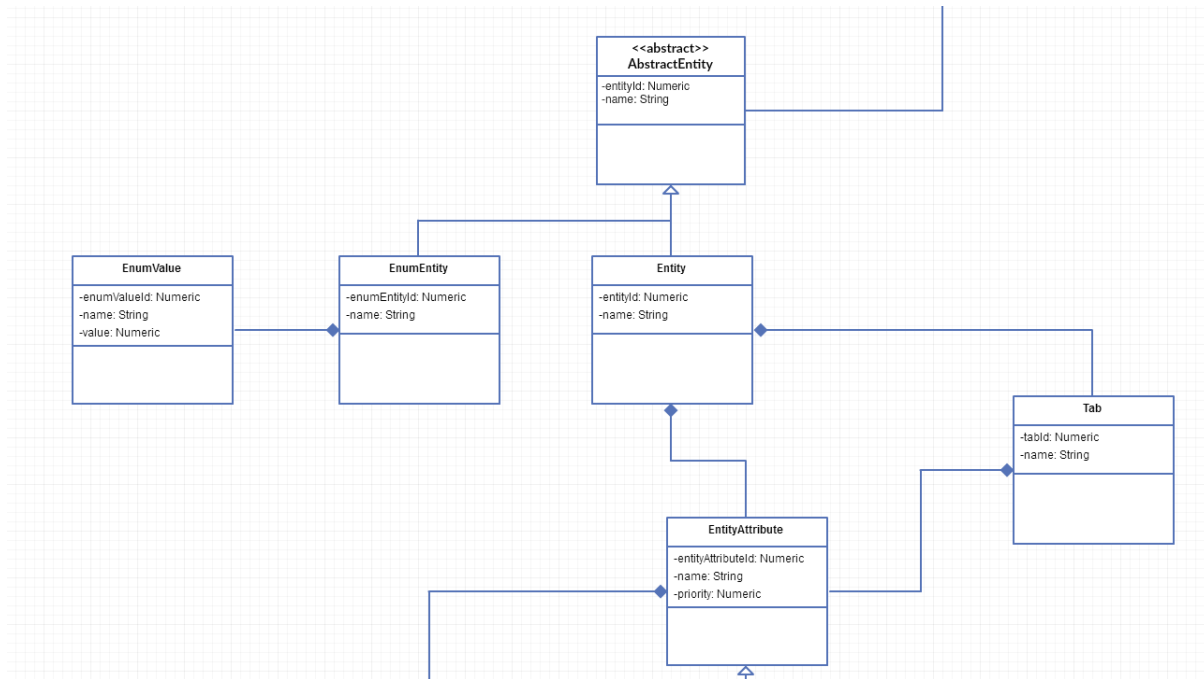 <<abstract>>
AbstractEntity
-entityId: Numeric
-name: String
EnumValue
-enumValueId: Numeric
-name: String
-value: Numeric
EnumEntity
-enumEntityId: Numeric
-name: String
Entity
-entityId: Numeric
-name: String
Tab
-tabId: Numeric
-name: String
EntityAttribute
-entityAttributeId: Numeric
-name: String
-priority: Numeric